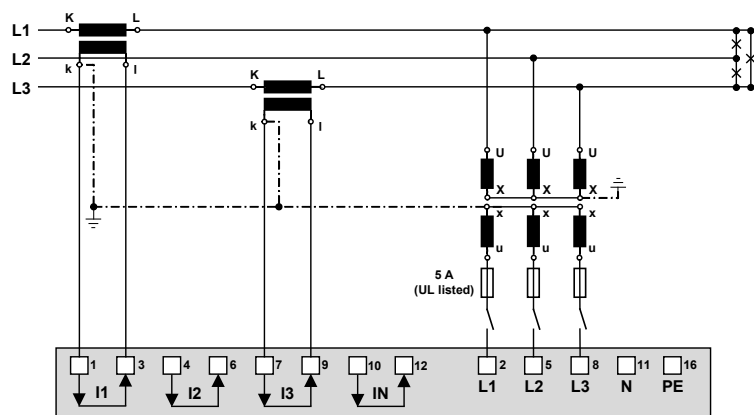 K L
L1
L2
k l
K L
L3
k l
U U U
X X X
x x x
u u u
5 A
(UL listed)
1 3 4 6 7 9 10 12 2 5 8 11 16
I1 I2 I3 IN L1 L2 L3 N PE